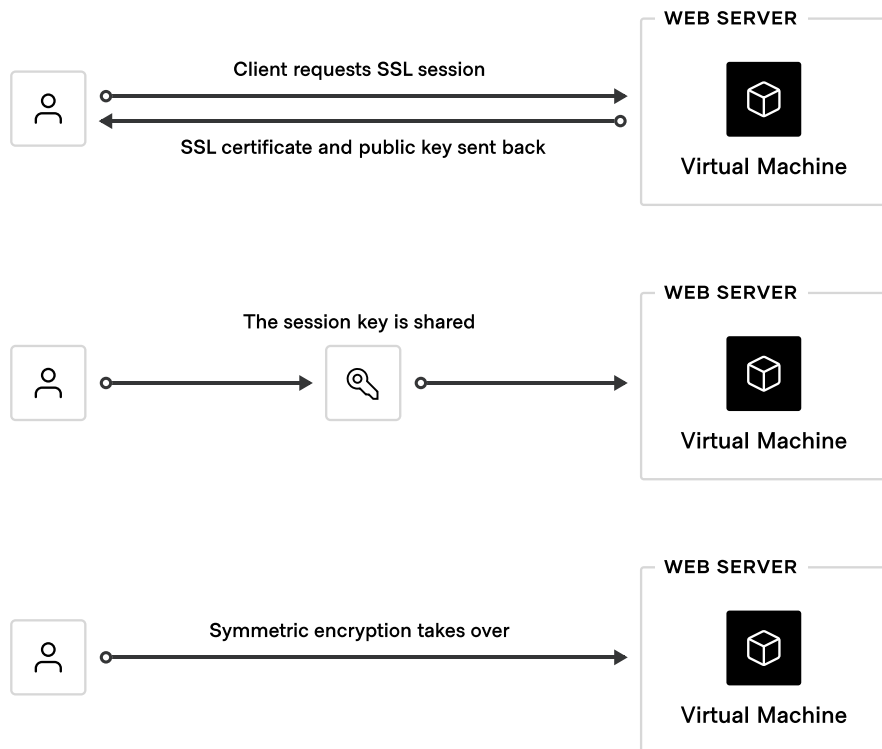 WEB SERVER
Client requests SSL session
SSL certificate and public key sent back
Virtual Machine
WEB SERVER
The session key is shared
Virtual Machine
WEB SERVER
Symmetric encryption takes over
Virtual Machine